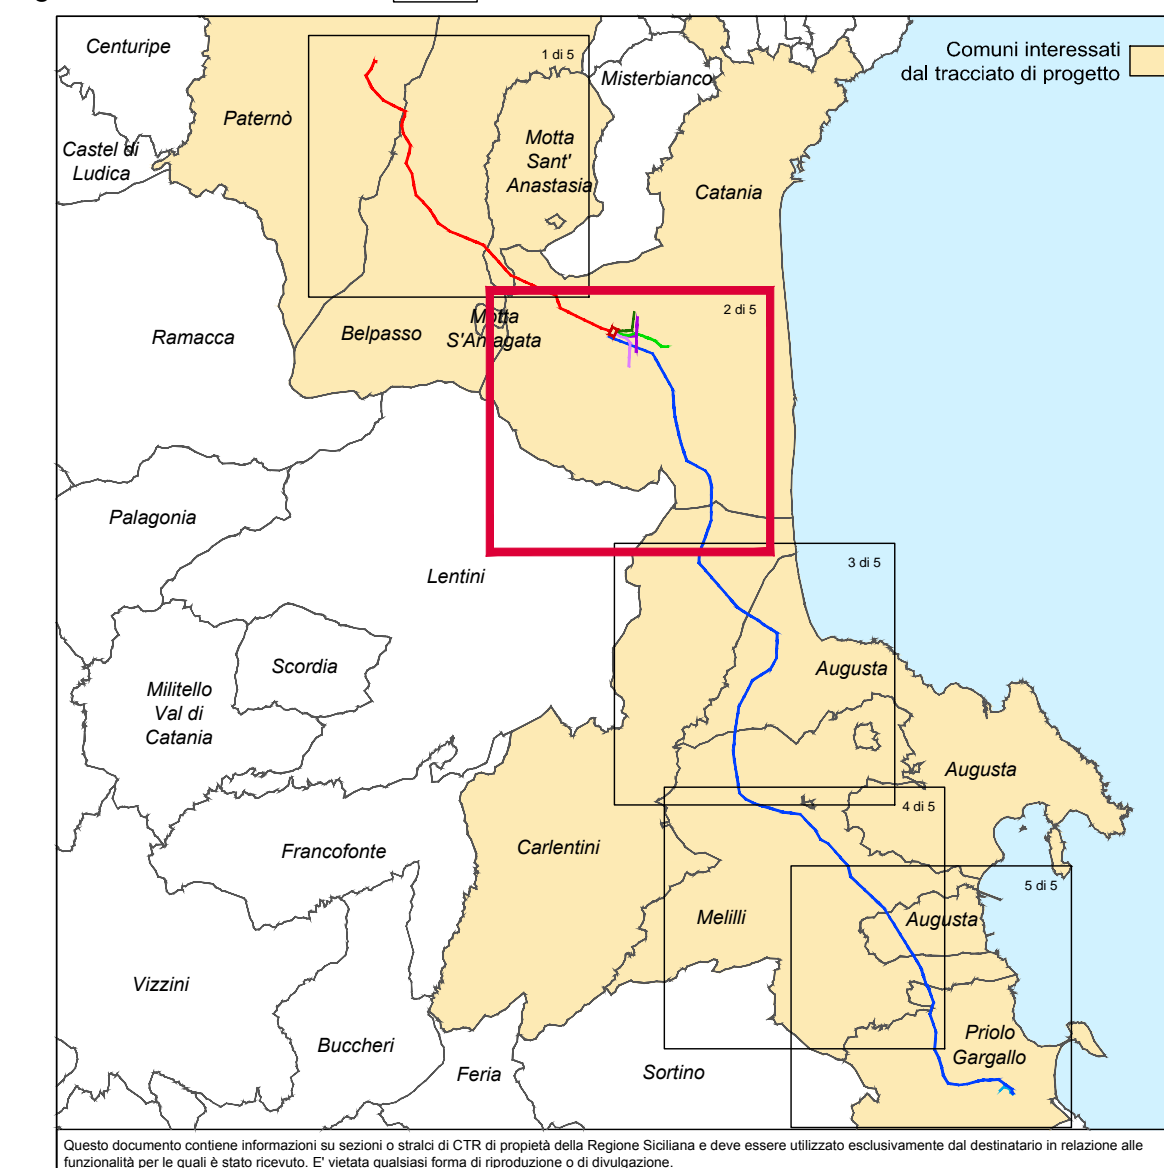 Centuripe
Comuni interessati
dal tracciato di progetto
1 di 5
Misterbianco
Paternò
Castel di
Ludica
Motta
Sant'
Anastasia
Catania
2 di 5
Ramacca
Belpasso
Motta
S'Anagata
Palagonia
Lentini
3 di 5
Scordia
Augusta
Militello
Val di
Catania
Augusta
4 di 5
Francofonte
Carlentini
5 di 5
Melilli
Augusta
Vizzini
Buccheri
Priolo
Gargallo
Feria
Sortino
Questo documento contiene informazioni su sezioni o stralci di CTR di propietà della Regione Siciliana e deve essere utilizzato esclusivamente dal destinatario in relazione alle
funzionalità per le quali è stato ricevuto. E' vietata qualsiasi forma di riproduzione o di divulgazione.